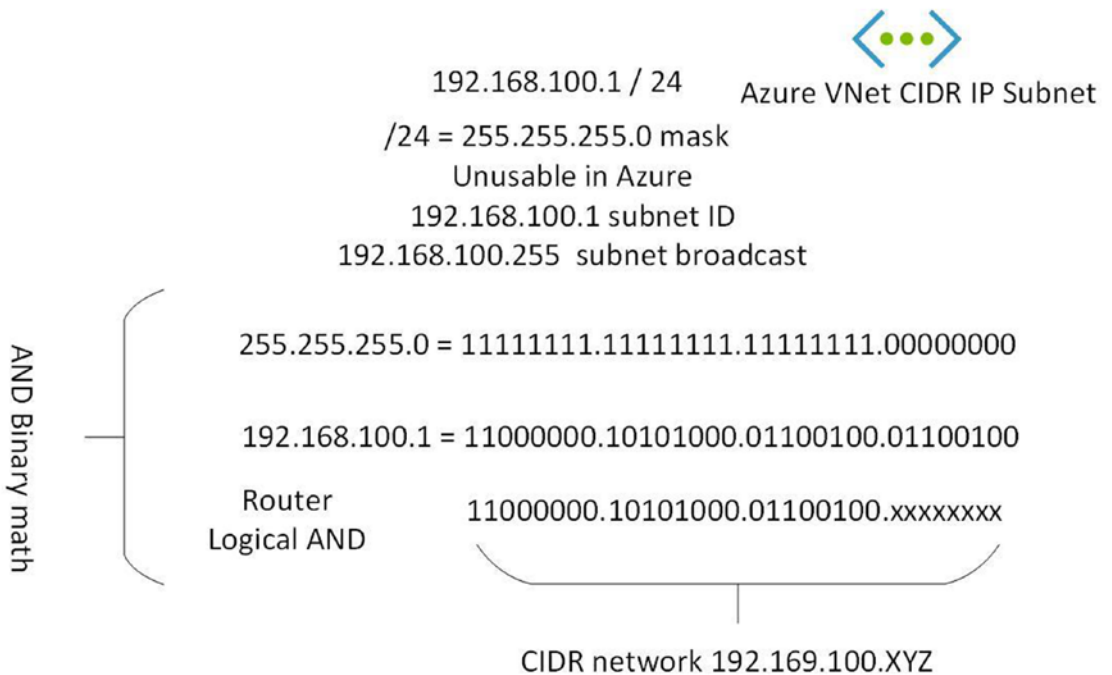 192.168.100.1 / 24
Azure VNet CIDR IP Subnet
/24 = 255.255.255.0 mask
Unusable in Azure
192.168.100.1 subnet ID
192.168.100.255 subnet broadcast
AND Binary math
255.255.255.0 = 11111111.11111111.11111111.00000000
192.168.100.1 = 11000000.10101000.01100100.01100100
Router
Logical AND
11000000.10101000.01100100.xxxxxxxx
CIDR network 192.169.100.XYZ